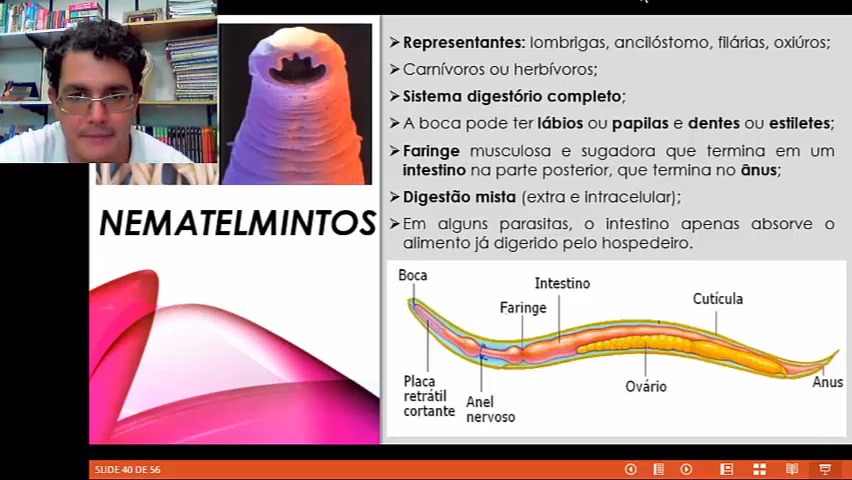 ➢Representantes: lombrigas, ancilóstomo, filárias, oxiúros;
➢Carnívoros ou herbívoros;
➢Sistema digestório completo;
➢A boca pode ter lábios ou papilas e dentes ou estiletes;
➢Faringe musculosa e sugadora que termina em um
intestino na parte posterior, que termina no ânus;
➢Digestão mista (extra e intracelular);
➢Em alguns parasitas, o intestino apenas absorve o
alimento já digerido pelo hospedeiro.
NEMATELMINTOS
Boca
Intestino
Faringe
Cutícula
Placa
retrátil
cortante
Anel
nervoso
Ovário
Anus
SLIDE 40 DE 56